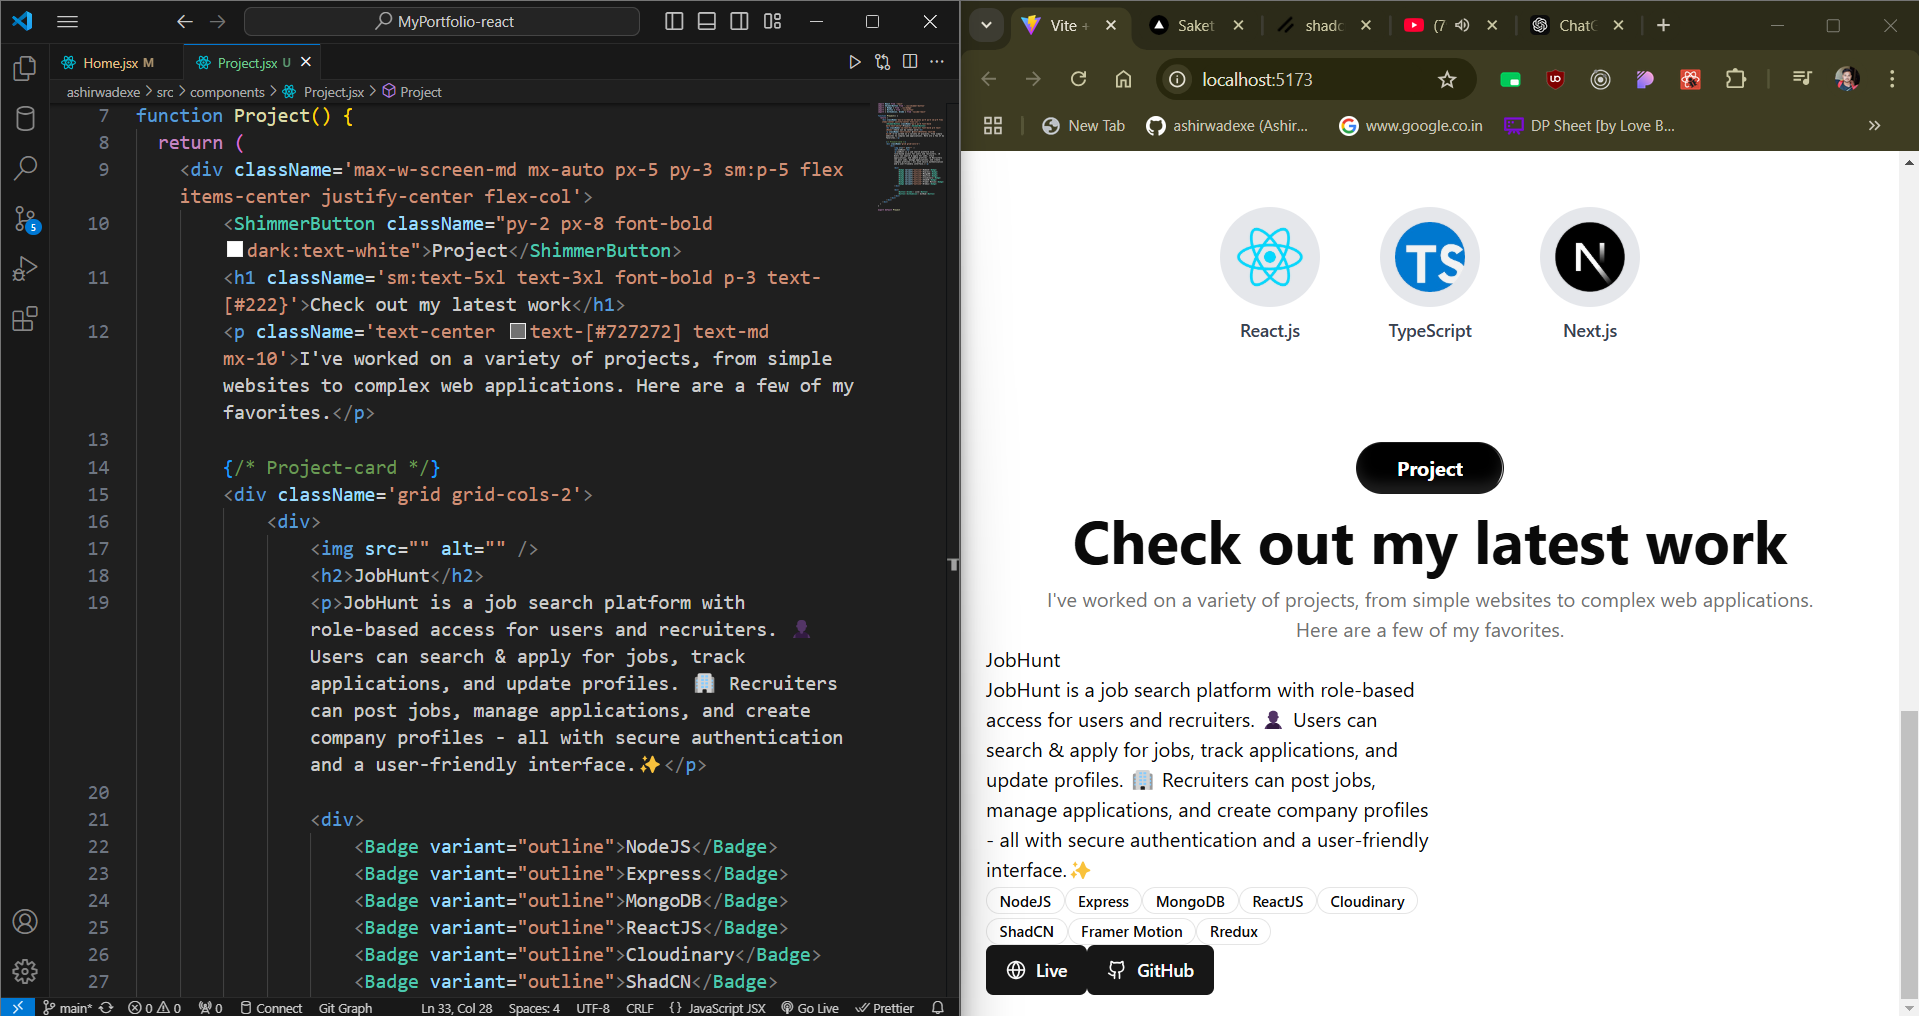 MyPortfolio-react
Home.jsx M
Project.jsx U
ashirwadexe > src > components > Project.jsx > Project
7 function Project() {
8 return (
9 <div className='max-w-screen-md mx-auto px-5 py-3 sm:p-5 flex
items-center justify-center flex-col'>
10 <ShimmerButton className="py-2 px-8 font-bold
dark:text-white">Project</ShimmerButton>
11 <h1 className='sm:text-5xl text-3xl font-bold p-3 text-
[#222}'>Check out my latest work</h1>
12 <p className='text-center text-[#727272] text-md
mx-10'>I've worked on a variety of projects, from simple
websites to complex web applications. Here are a few of my
favorites.</p>
13
14 {/* Project-card */}
15 <div className='grid grid-cols-2'>
16 <div>
17 <img src="" alt="" />
18 <h2>JobHunt</h2>
19 <p>JobHunt is a job search platform with
role-based access for users and recruiters. 👤
Users can search & apply for jobs, track
applications, and update profiles. 🏢 Recruiters
can post jobs, manage applications, and create
company profiles - all with secure authentication
and a user-friendly interface.✨</p>
20
21 <div>
22 <Badge variant="outline">NodeJS</Badge>
23 <Badge variant="outline">Express</Badge>
24 <Badge variant="outline">MongoDB</Badge>
25 <Badge variant="outline">ReactJS</Badge>
26 <Badge variant="outline">Cloudinary</Badge>
27 <Badge variant="outline">ShadCN</Badge>
5
main* 0 0 0 Connect Git Graph Ln 33, Col 28 Spaces: 4 UTF-8 CRLF {} JavaScript JSX Go Live Prettier
Vite + Saket shadc (7 ChatG
localhost:5173
New Tab ashirwadexe (Ashir... www.google.co.in DP Sheet [by Love B...
TS N
React.js TypeScript Next.js
Project
Check out my latest work
I've worked on a variety of projects, from simple websites to complex web applications.
Here are a few of my favorites.
JobHunt
JobHunt is a job search platform with role-based
access for users and recruiters. 👤 Users can
search & apply for jobs, track applications, and
update profiles. 🏢 Recruiters can post jobs,
manage applications, and create company profiles
- all with secure authentication and a user-friendly
interface.✨
NodeJS Express MongoDB ReactJS Cloudinary
ShadCN Framer Motion Rredux
Live GitHub